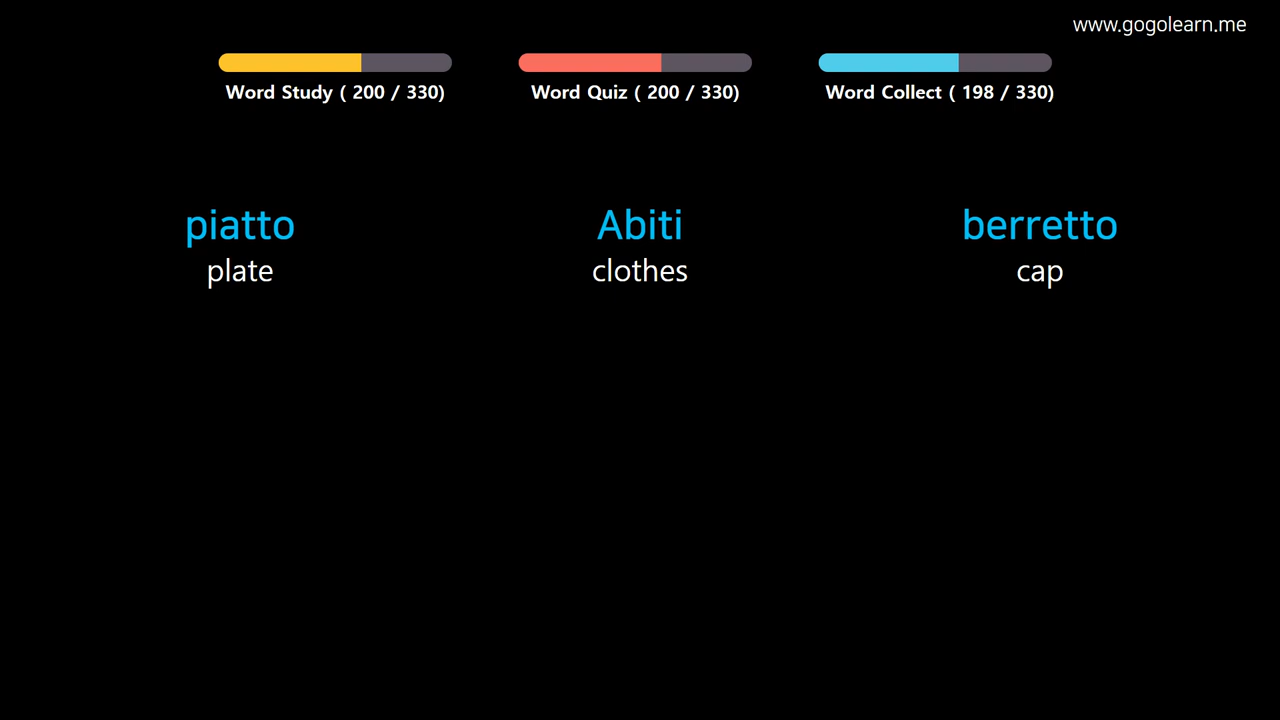 www.gogolearn.me
Word Study ( 200 / 330)
Word Quiz ( 200 / 330)
Word Collect ( 198 / 330)
piatto
plate
Abiti
clothes
berretto
cap